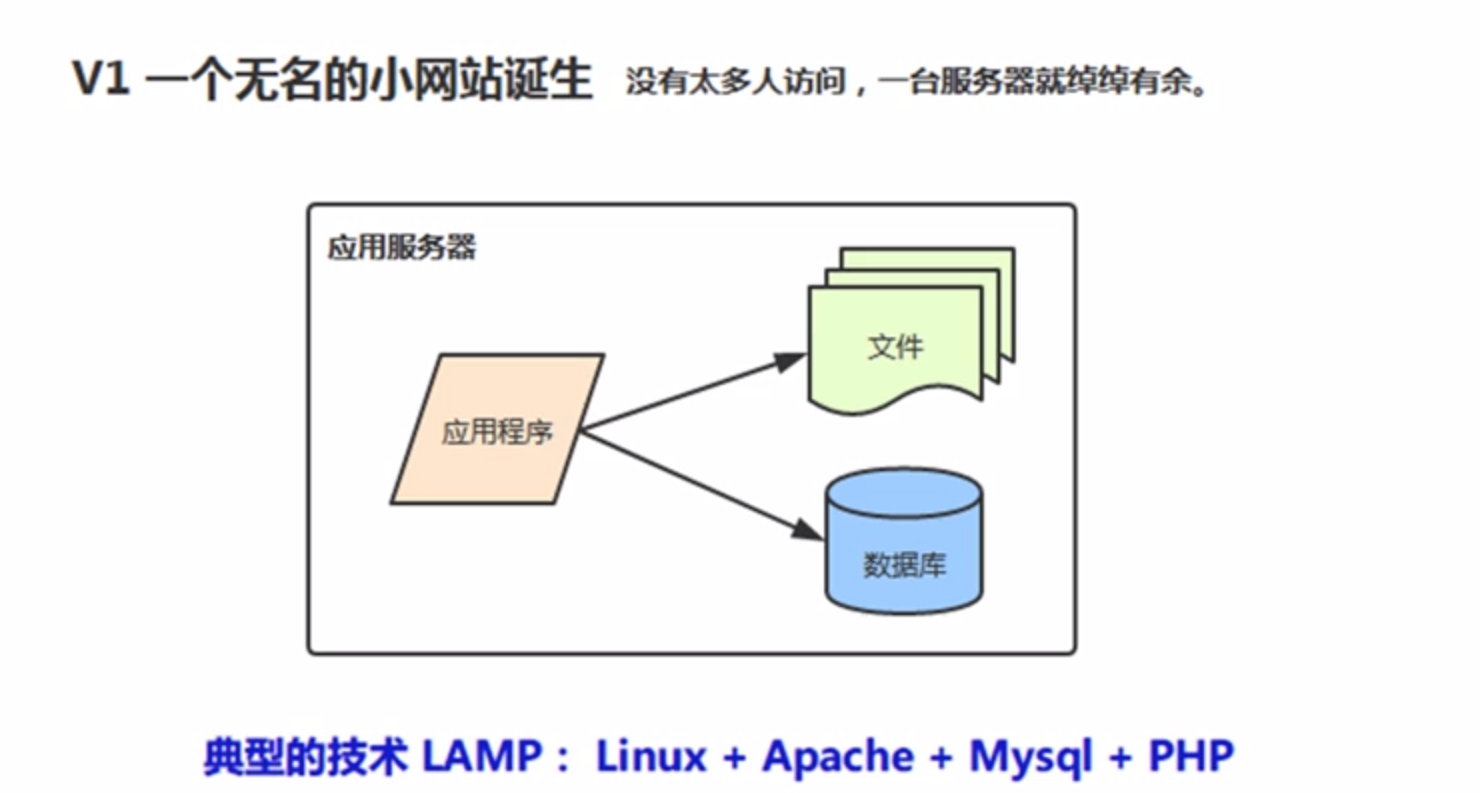 V1 一个无名的小网站诞生 没有太多人访问，一台服务器就绰绰有余。
应用服务器
文件
应用程序
数据库
典型的技术 LAMP： Linux + Apache + Mysql + PHP